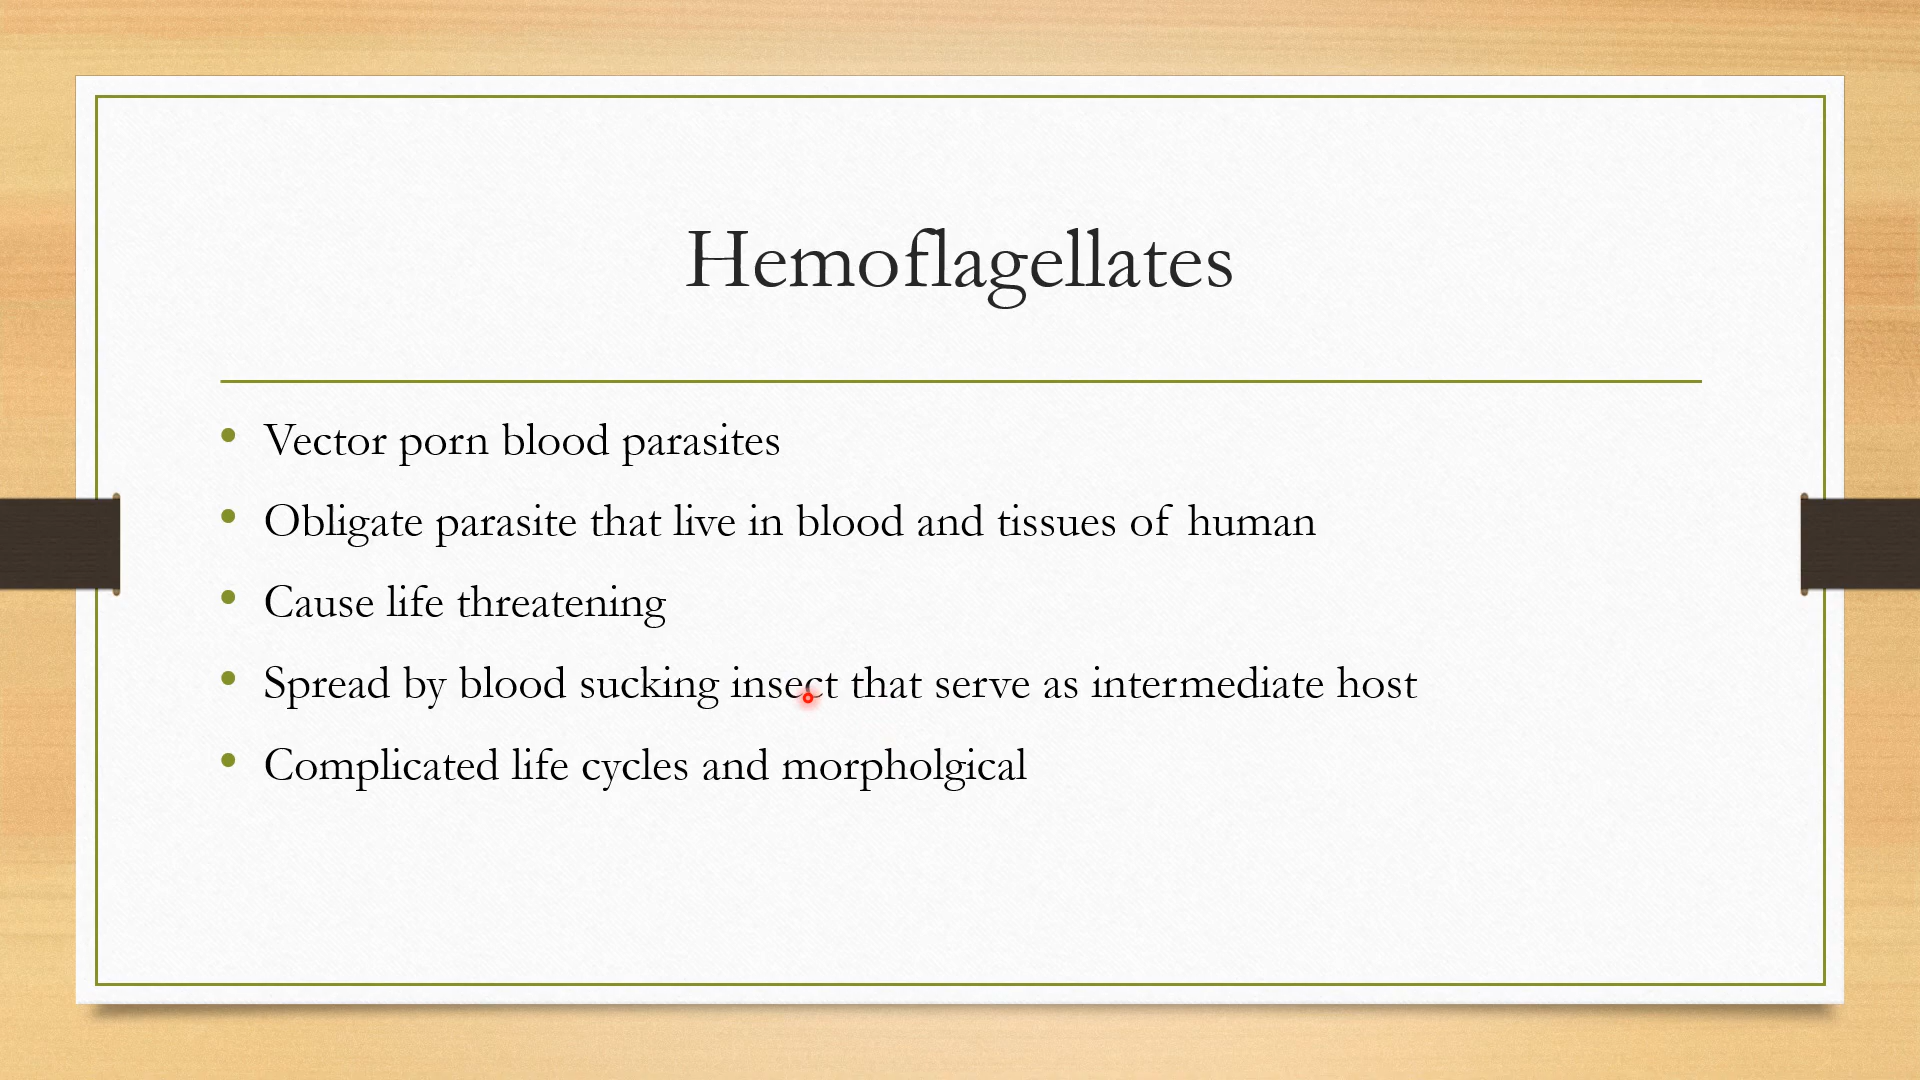 Hemoflagellates
• Vector porn blood parasites
• Obligate parasite that live in blood and tissues of human
• Cause life threatening
• Spread by blood sucking insect that serve as intermediate host
• Complicated life cycles and morpholgical